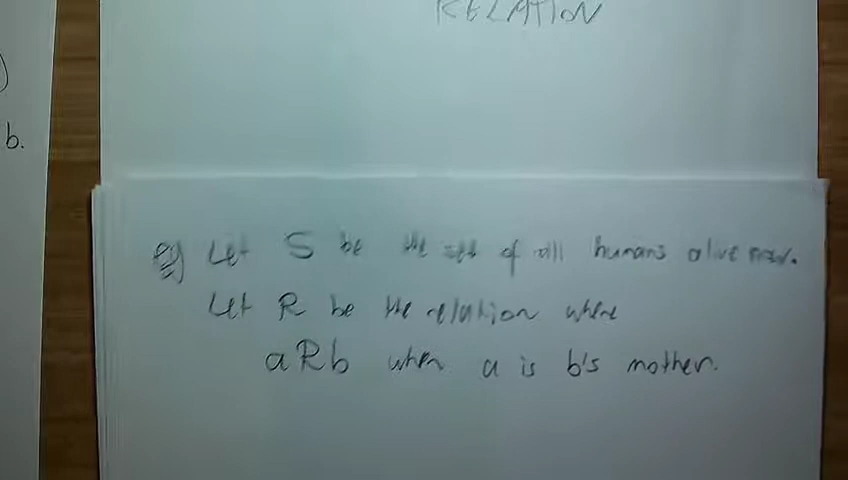 RELATION
b.
eg) Let S be the set of all humans alive now.
Let R be the relation where
aRb when a is b's mother.